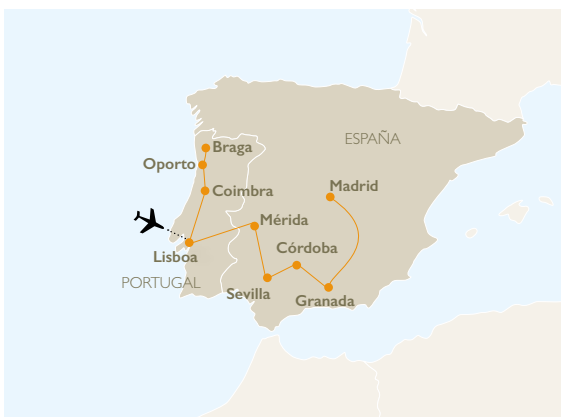 ESPAÑA
Braga
Oporto
Coimbra
Madrid
Mérida
Córdoba
Lisboa
PORTUGAL
Sevilla
Granada